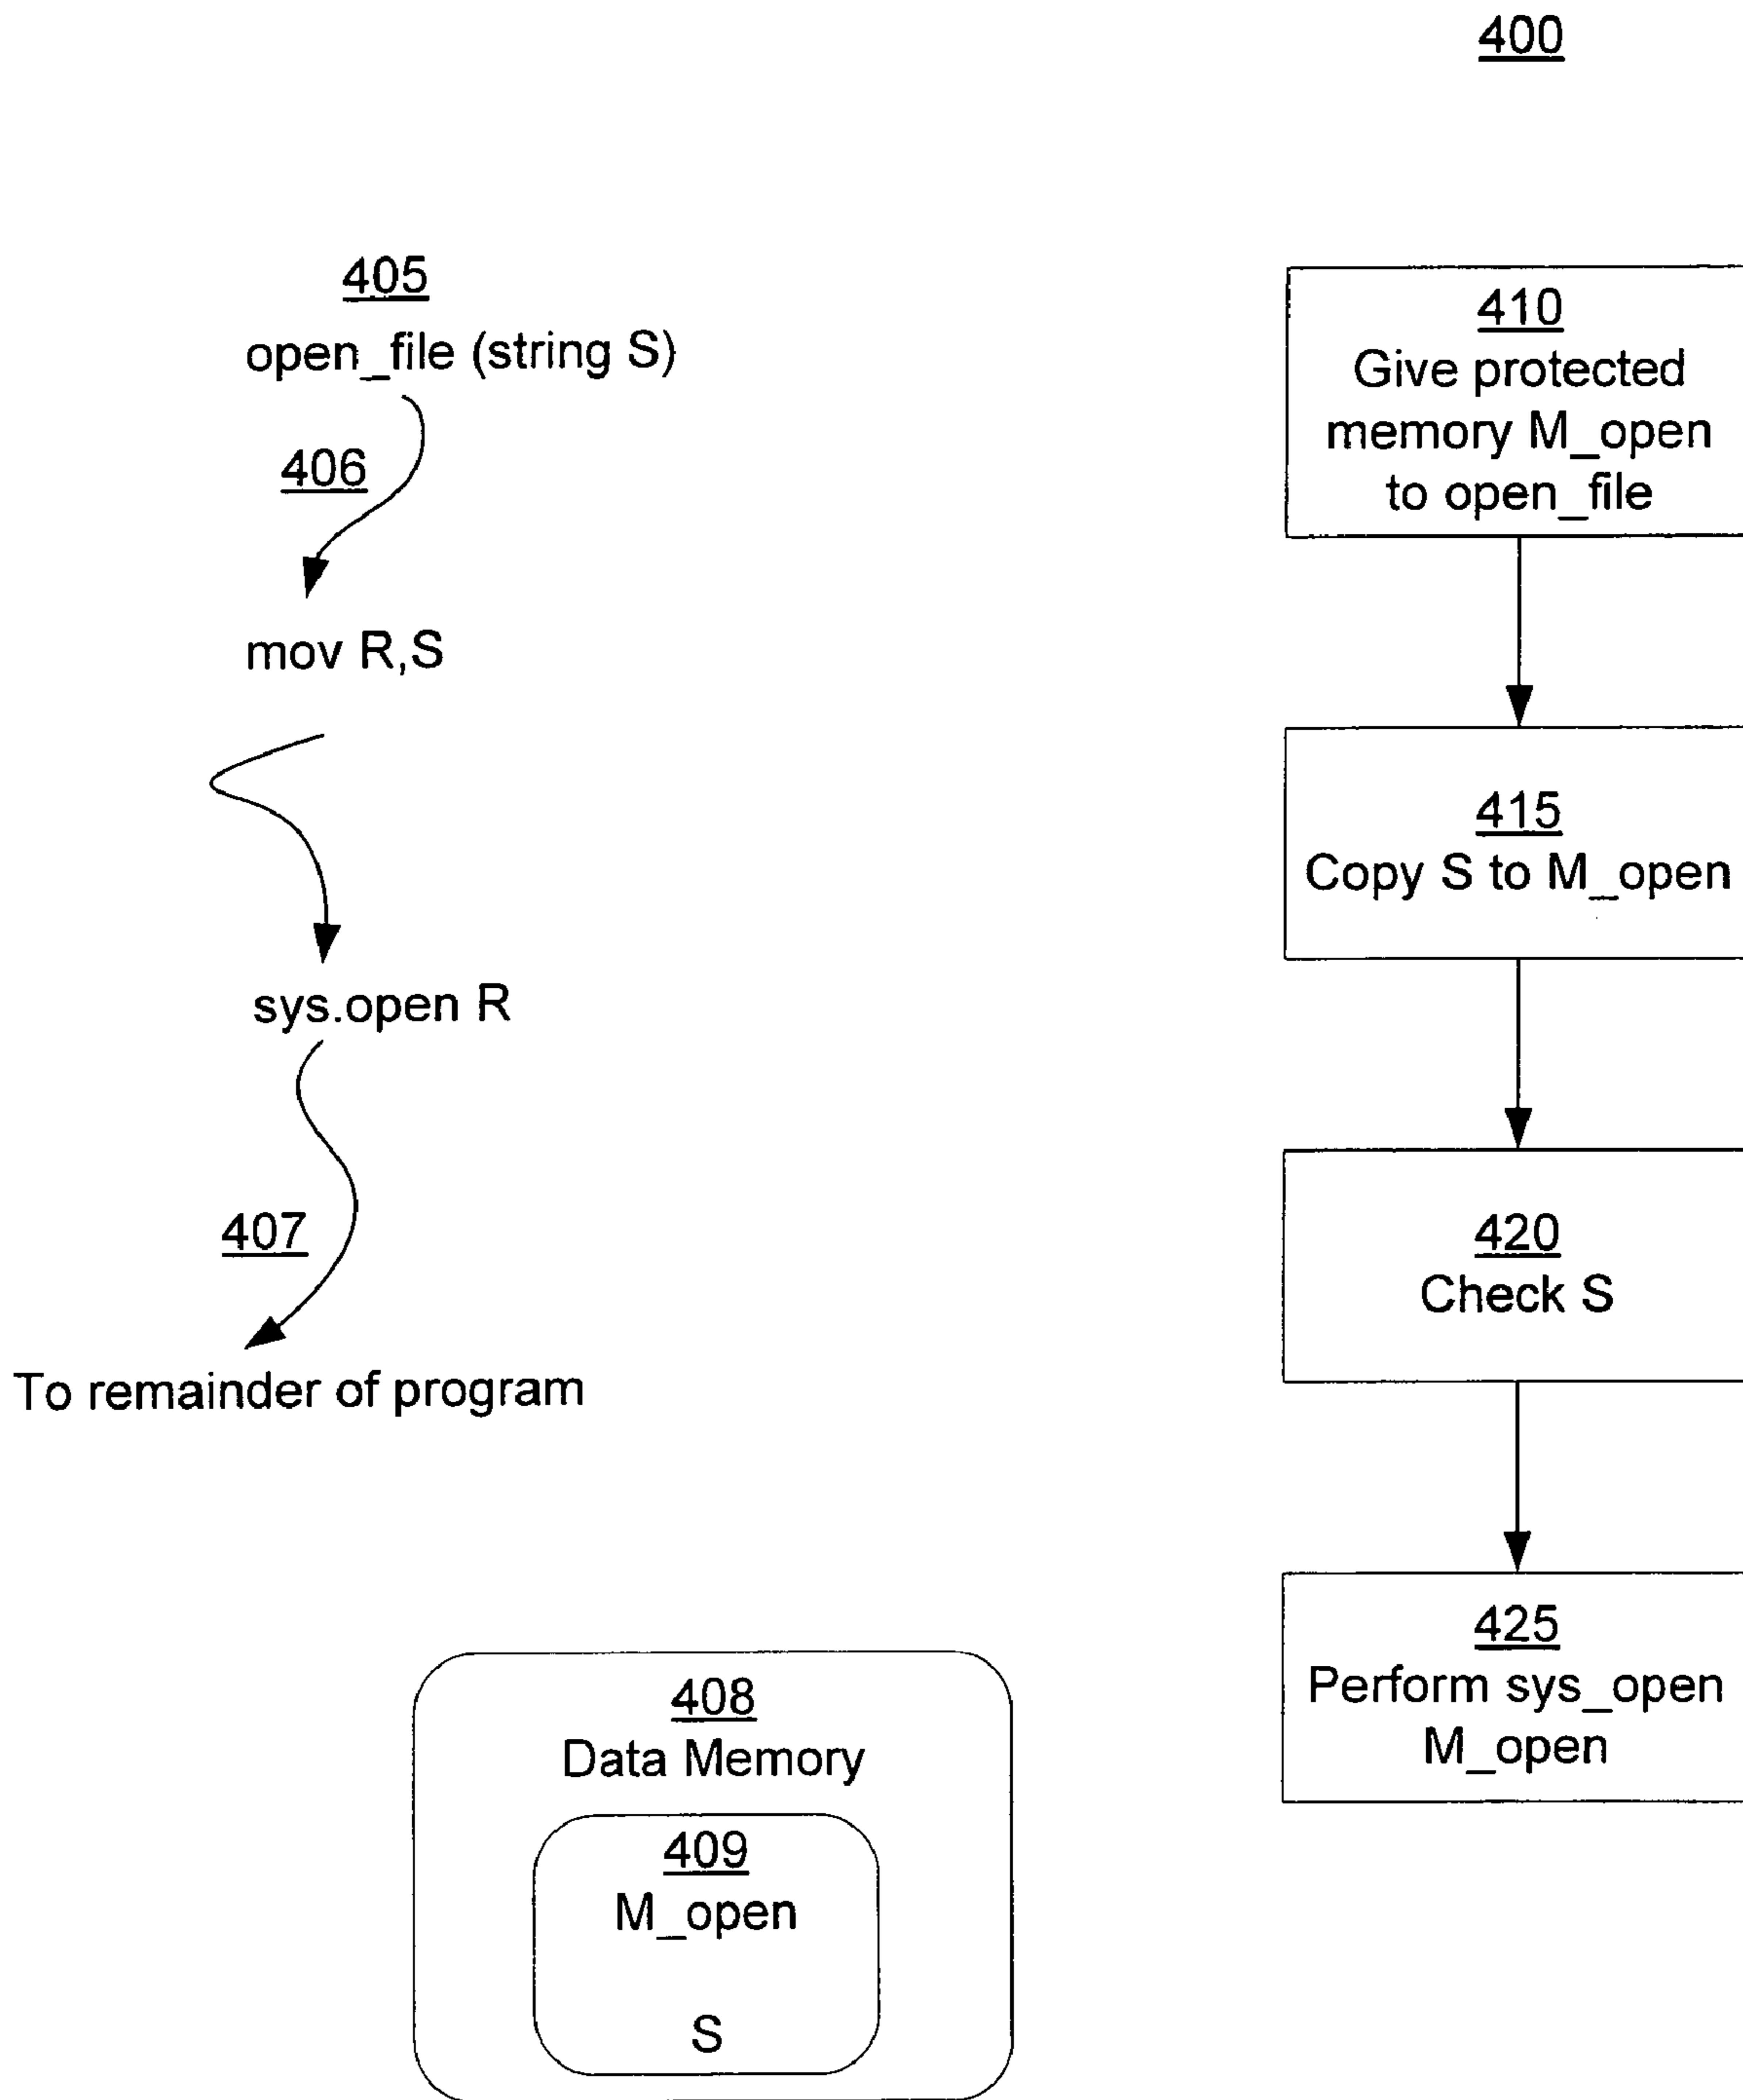 400
405
open_file (string S)
406
mov R,S
sys.open R
407
To remainder of program
408
Data Memory
409
M_open
S
410
Give protected
memory M_open
to open_file
415
Copy S to M_open
420
Check S
425
Perform sys_open
M_open